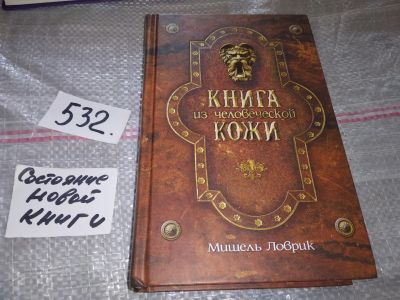 532.
Состояние
новой
книги
КНИГА
из человеческой
КОЖИ
Мишель Ловрик